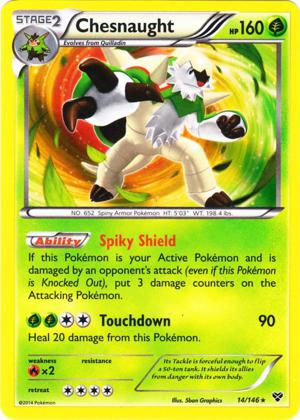 STAGE2 Chesnaught HP160
Evolves from Quilladin
NO. 652 Spiny Armor Pokémon HT: 5'03" WT: 198.4 lbs.
Ability Spiky Shield
If this Pokémon is your Active Pokémon and is
damaged by an opponent's attack (even if this Pokémon
is Knocked Out), put 3 damage counters on
the Attacking Pokémon.
Touchdown 90
Heal 20 damage from this Pokémon.
weakness resistance
×2
retreat
Its Tackle is forceful enough to flip
a 50-ton tank. It shields its allies
from danger with its own body.
Illus. 5ban Graphics 14/146 ★
©2014 Pokémon
XY